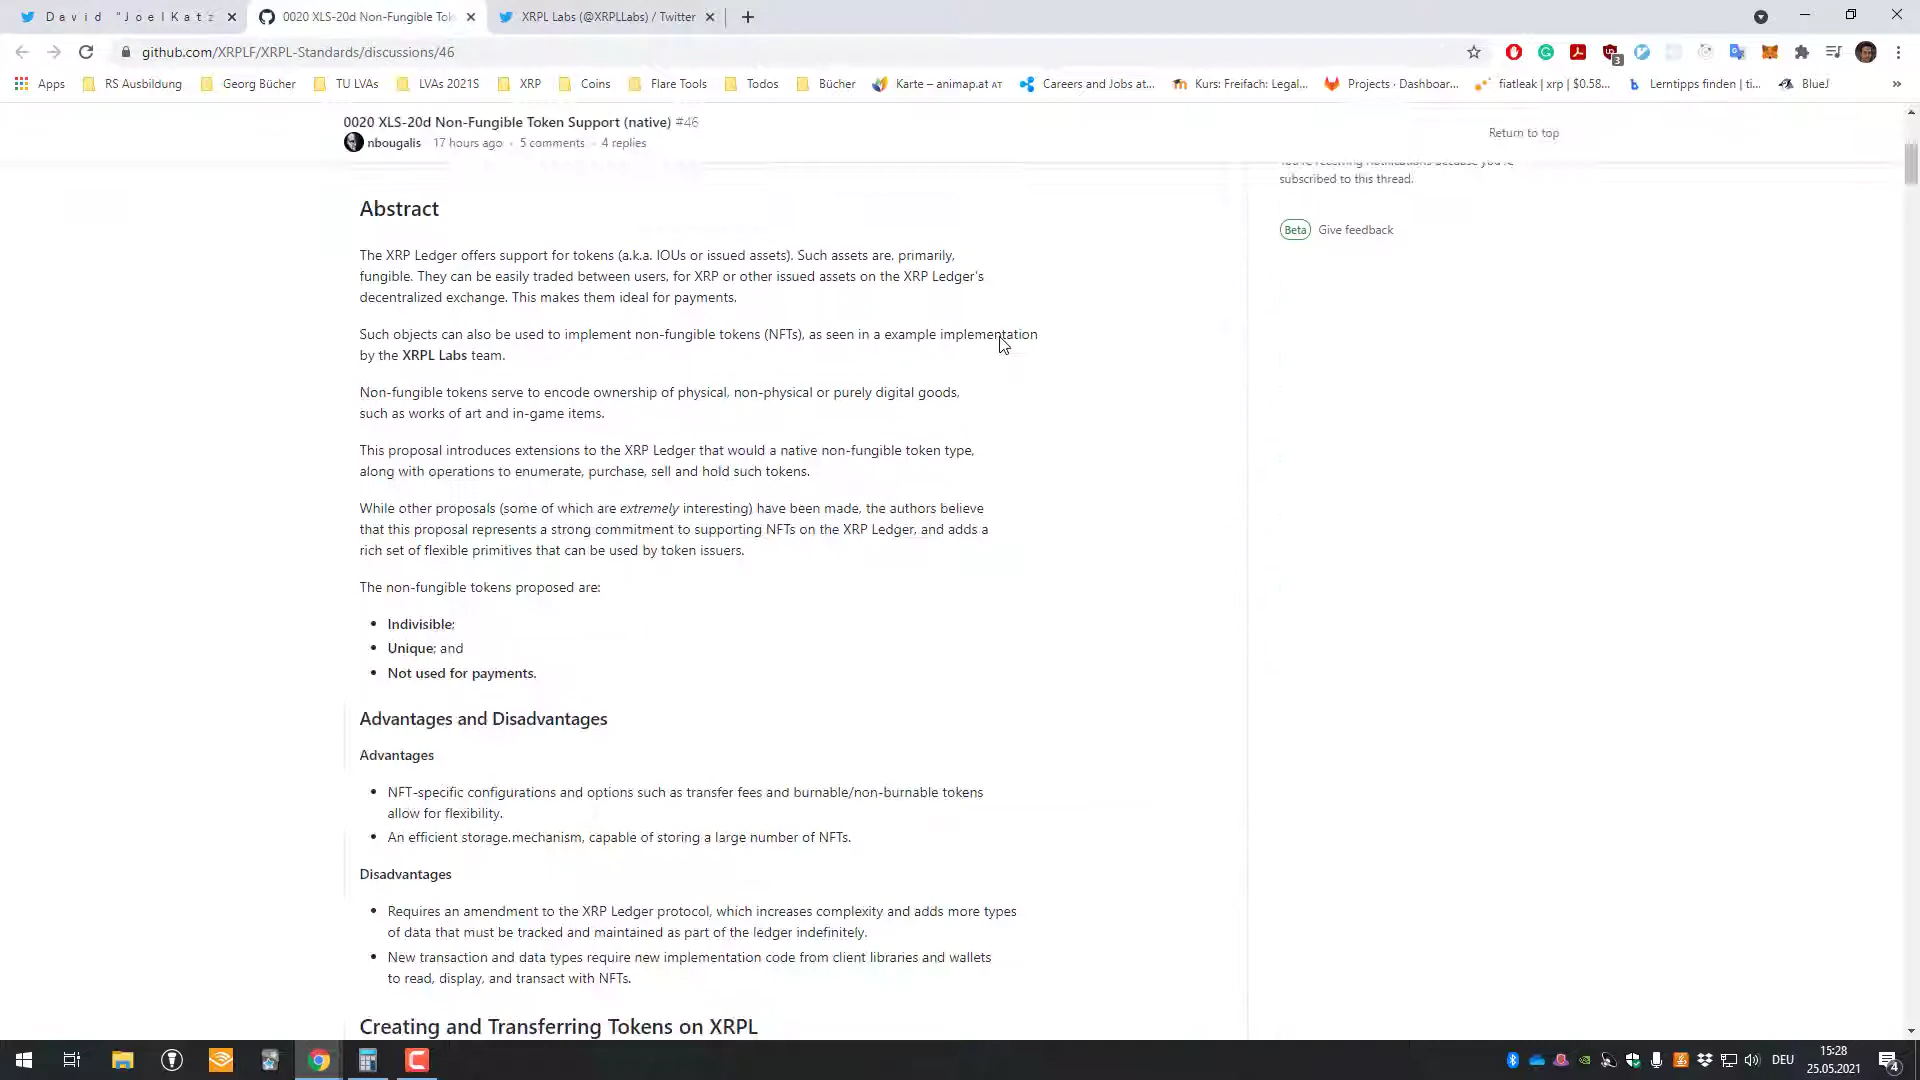 David "JoelKatz
0020 XLS-20d Non-Fungible Tok
XRPL Labs (@XRPLLabs) / Twitter
github.com/XRPLF/XRPL-Standards/discussions/46
3
Apps
RS Ausbildung
Georg Bücher
TU LVAs
LVAs 2021S
XRP
Coins
Flare Tools
Todos
Bücher
Karte – animap.at AT
Careers and Jobs at...
Kurs: Freifach: Legal...
Projects · Dashboar...
fiatleak | xrp | $0.58...
Lerntipps finden | ti...
BlueJ
»
0020 XLS-20d Non-Fungible Token Support (native) #46
nbougalis 17 hours ago · 5 comments · 4 replies
Return to top
You're receiving notifications because you're
subscribed to this thread.
Beta Give feedback
Abstract
The XRP Ledger offers support for tokens (a.k.a. IOUs or issued assets). Such assets are, primarily,
fungible. They can be easily traded between users, for XRP or other issued assets on the XRP Ledger's
decentralized exchange. This makes them ideal for payments.
Such objects can also be used to implement non-fungible tokens (NFTs), as seen in a example implementation
by the XRPL Labs team.
Non-fungible tokens serve to encode ownership of physical, non-physical or purely digital goods,
such as works of art and in-game items.
This proposal introduces extensions to the XRP Ledger that would a native non-fungible token type,
along with operations to enumerate, purchase, sell and hold such tokens.
While other proposals (some of which are extremely interesting) have been made, the authors believe
that this proposal represents a strong commitment to supporting NFTs on the XRP Ledger, and adds a
rich set of flexible primitives that can be used by token issuers.
The non-fungible tokens proposed are:
• Indivisible;
• Unique; and
• Not used for payments.
Advantages and Disadvantages
Advantages
• NFT-specific configurations and options such as transfer fees and burnable/non-burnable tokens
allow for flexibility.
• An efficient storage mechanism, capable of storing a large number of NFTs.
Disadvantages
• Requires an amendment to the XRP Ledger protocol, which increases complexity and adds more types
of data that must be tracked and maintained as part of the ledger indefinitely.
• New transaction and data types require new implementation code from client libraries and wallets
to read, display, and transact with NFTs.
Creating and Transferring Tokens on XRPL
DEU
15:28
25.05.2021
4